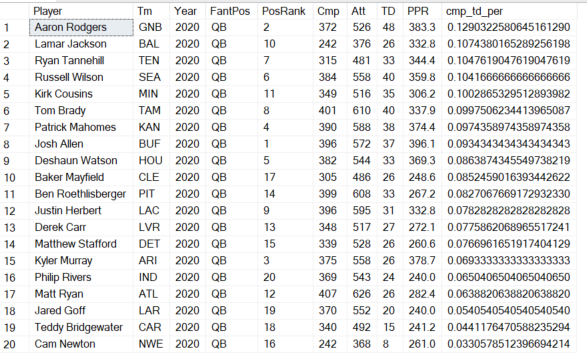 Player Tm Year FantPos PosRank Cmp Att TD PPR cmp_td_per
1 Aaron Rodgers GNB 2020 QB 2 372 526 48 383.3 0.1290322580645161290
2 Lamar Jackson BAL 2020 QB 10 242 376 26 332.8 0.1074380165289256198
3 Ryan Tannehill TEN 2020 QB 7 315 481 33 344.4 0.1047619047619047619
4 Russell Wilson SEA 2020 QB 6 384 558 40 359.8 0.1041666666666666666
5 Kirk Cousins MIN 2020 QB 11 349 516 35 306.2 0.1002865329512893982
6 Tom Brady TAM 2020 QB 8 401 610 40 337.9 0.0997506234413965087
7 Patrick Mahomes KAN 2020 QB 4 390 588 38 374.4 0.0974358974358974358
8 Josh Allen BUF 2020 QB 1 396 572 37 396.1 0.0934343434343434343
9 Deshaun Watson HOU 2020 QB 5 382 544 33 369.3 0.0863874345549738219
10 Baker Mayfield CLE 2020 QB 17 305 486 26 248.6 0.0852459016393442622
11 Ben Roethlisberger PIT 2020 QB 14 399 608 33 267.2 0.0827067669172932330
12 Justin Herbert LAC 2020 QB 9 396 595 31 332.8 0.0782828282828282828
13 Derek Carr LVR 2020 QB 13 348 517 27 272.1 0.0775862068965517241
14 Matthew Stafford DET 2020 QB 15 339 528 26 260.6 0.0766961651917404129
15 Kyler Murray ARI 2020 QB 3 375 558 26 378.7 0.0693333333333333333
16 Philip Rivers IND 2020 QB 20 369 543 24 240.0 0.0650406504065040650
17 Matt Ryan ATL 2020 QB 12 407 626 26 282.4 0.0638820638820638820
18 Jared Goff LAR 2020 QB 19 370 552 20 240.0 0.0540540540540540540
19 Teddy Bridgewater CAR 2020 QB 18 340 492 15 241.2 0.0441176470588235294
20 Cam Newton NWE 2020 QB 16 242 368 8 261.0 0.0330578512396694214